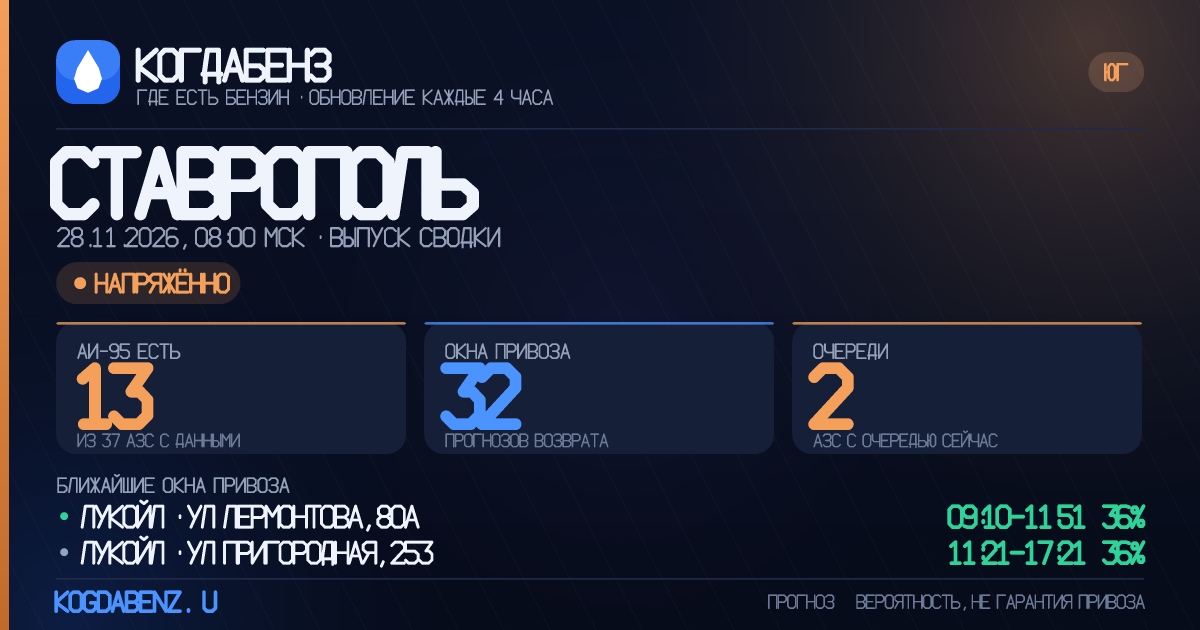 КОГДАБЕНЗ
ГДЕ ЕСТЬ БЕНЗИН · ОБНОВЛЕНИЕ КАЖДЫЕ 4 ЧАСА
ЮГ
СТАВРОПОЛЬ
28.11.2026, 08:00 МСК · ВЫПУСК СВОДКИ
НАПРЯЖЁННО
АИ-95 ЕСТЬ
13
ИЗ 37 АЗС С ДАННЫМИ
ОКНА ПРИВОЗА
32
ПРОГНОЗОВ ВОЗВРАТА
ОЧЕРЕДИ
2
АЗС С ОЧЕРЕДЬЮ СЕЙЧАС
БЛИЖАЙШИЕ ОКНА ПРИВОЗА
ЛУКОЙЛ · УЛ ЛЕРМОНТОВА, 80А 09:10–11 51 36%
ЛУКОЙЛ · УЛ ПРИГОРОДНАЯ, 253 11:21–17:21 36%
KOGDABENZ. U
ПРОГНОЗ ВЕРОЯТНОСТЬ, НЕ ГАРАНТИЯ ПРИВОЗА